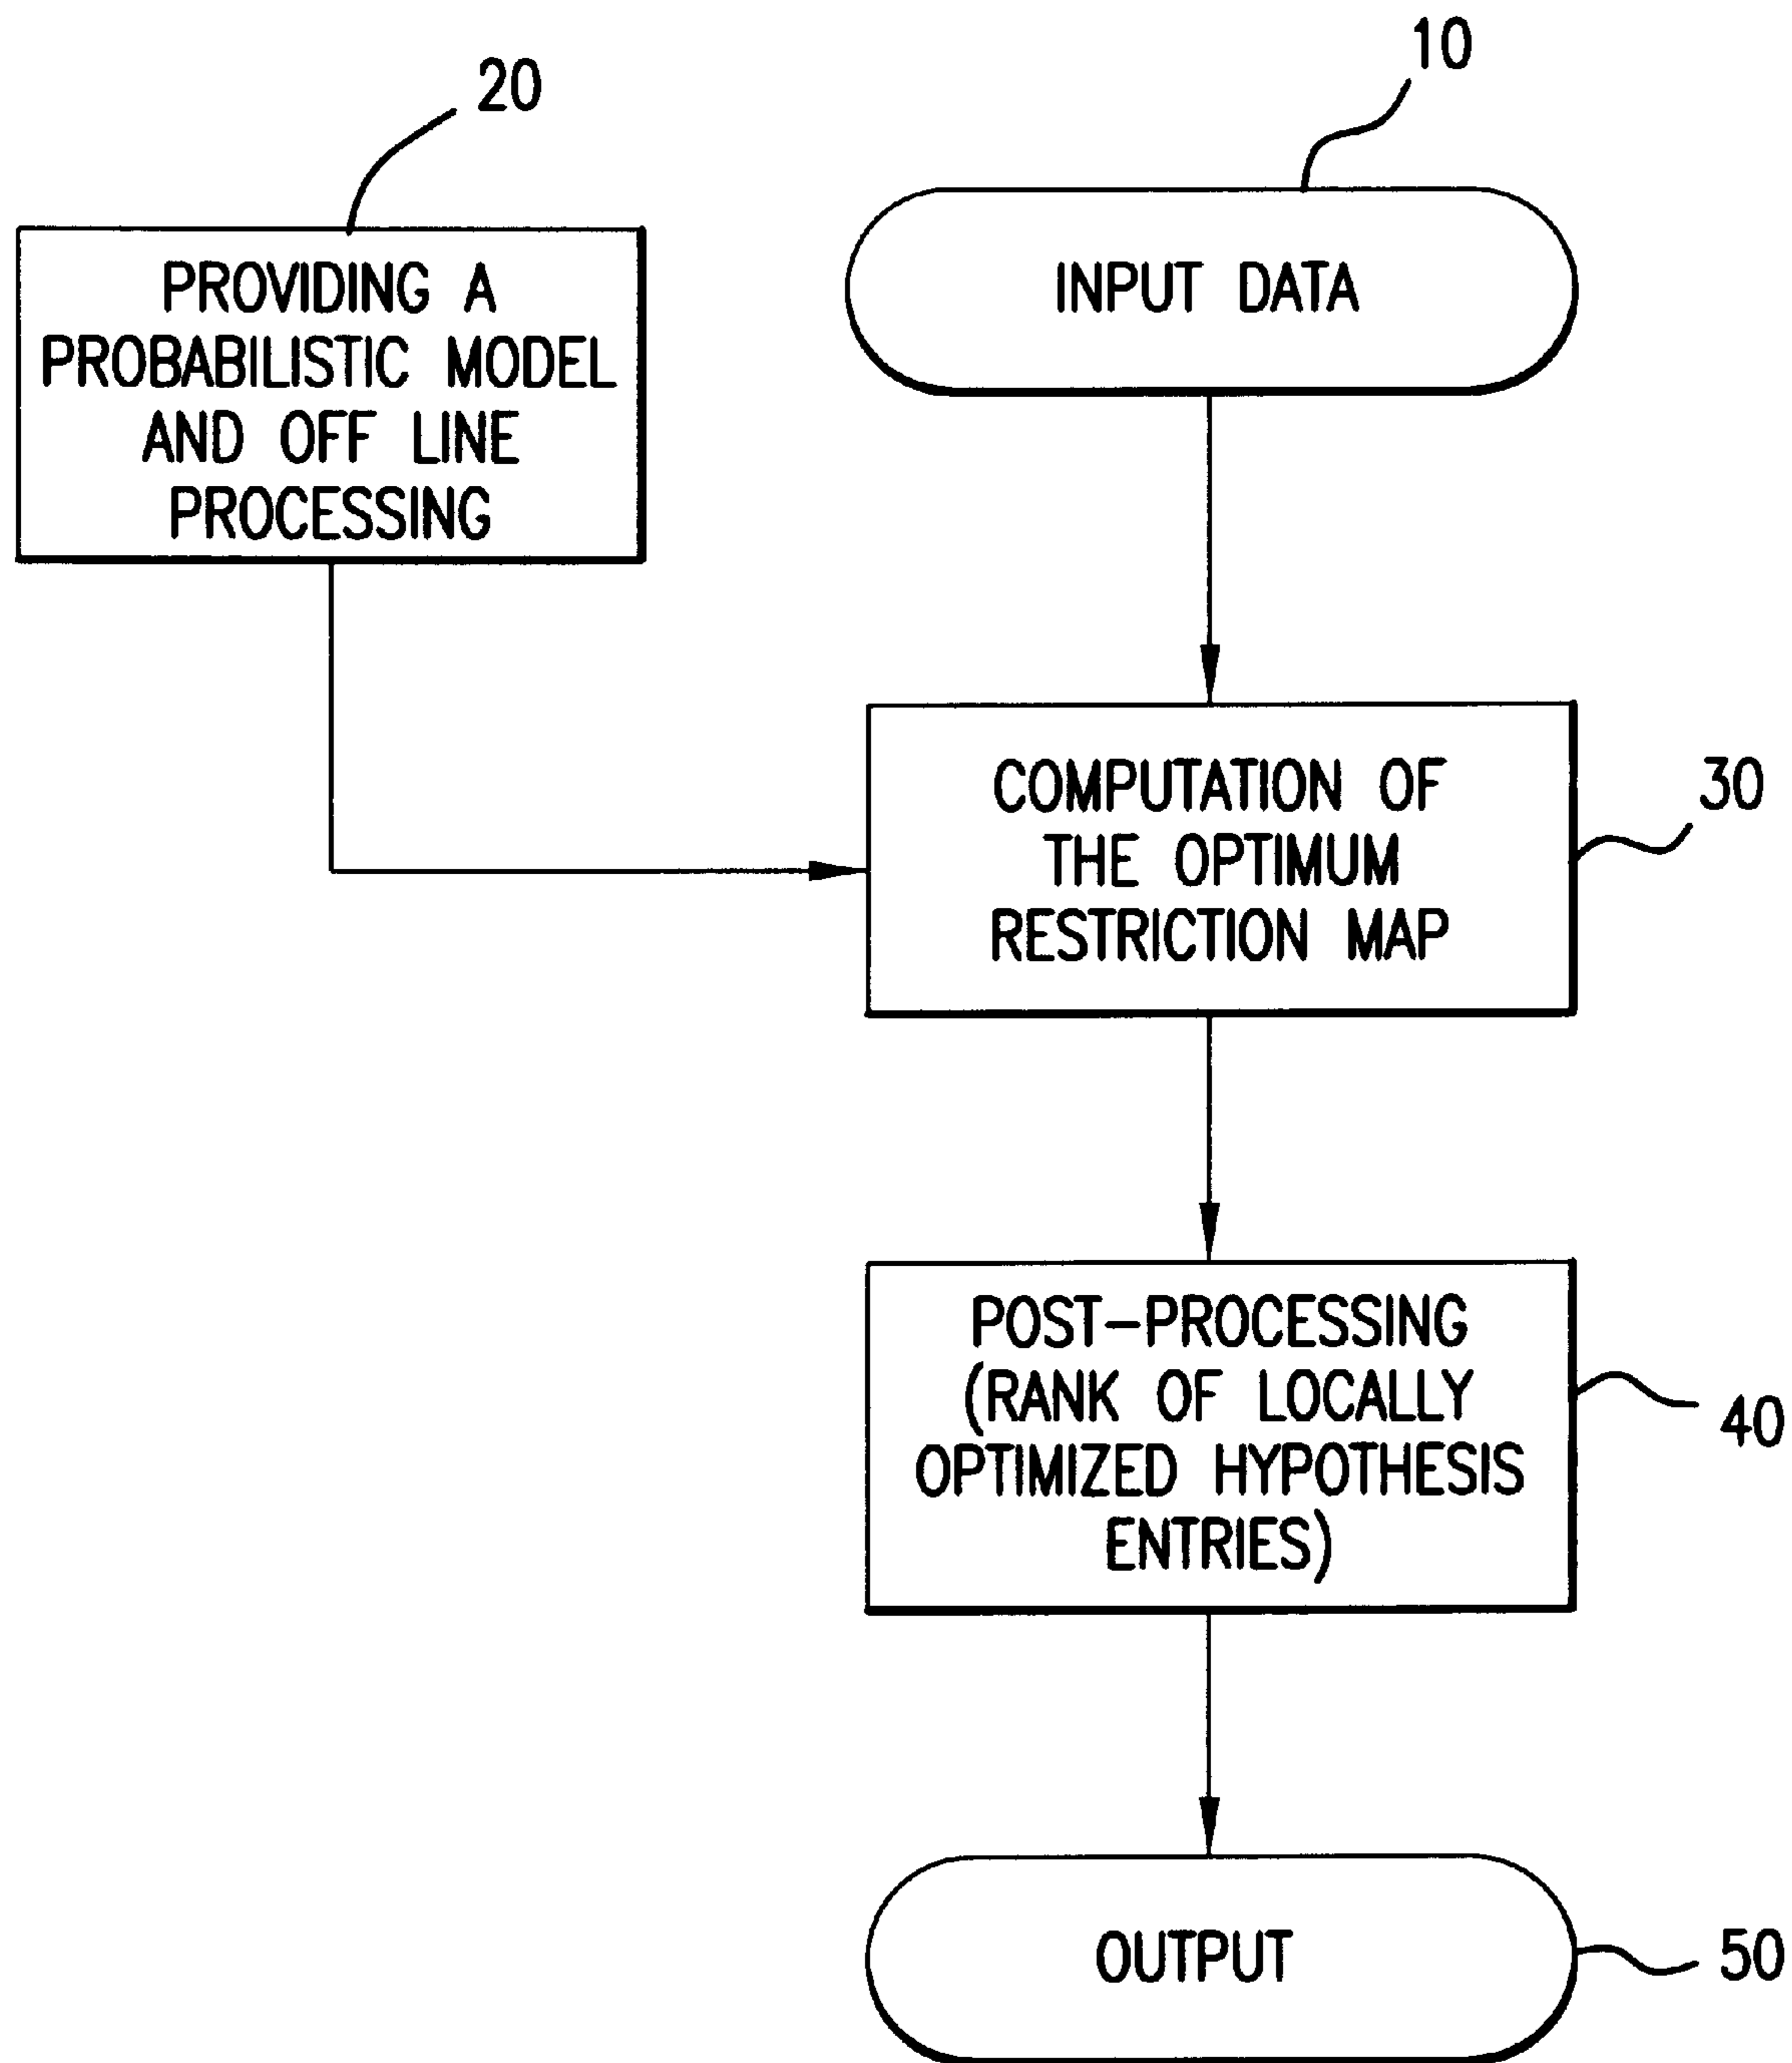 10
20
PROVIDING A
PROBABILISTIC MODEL
AND OFF LINE
PROCESSING
INPUT DATA
COMPUTATION OF
THE OPTIMUM
RESTRICTION MAP
30
POST-PROCESSING
(RANK OF LOCALLY
OPTIMIZED HYPOTHESIS
ENTRIES)
40
OUTPUT
50